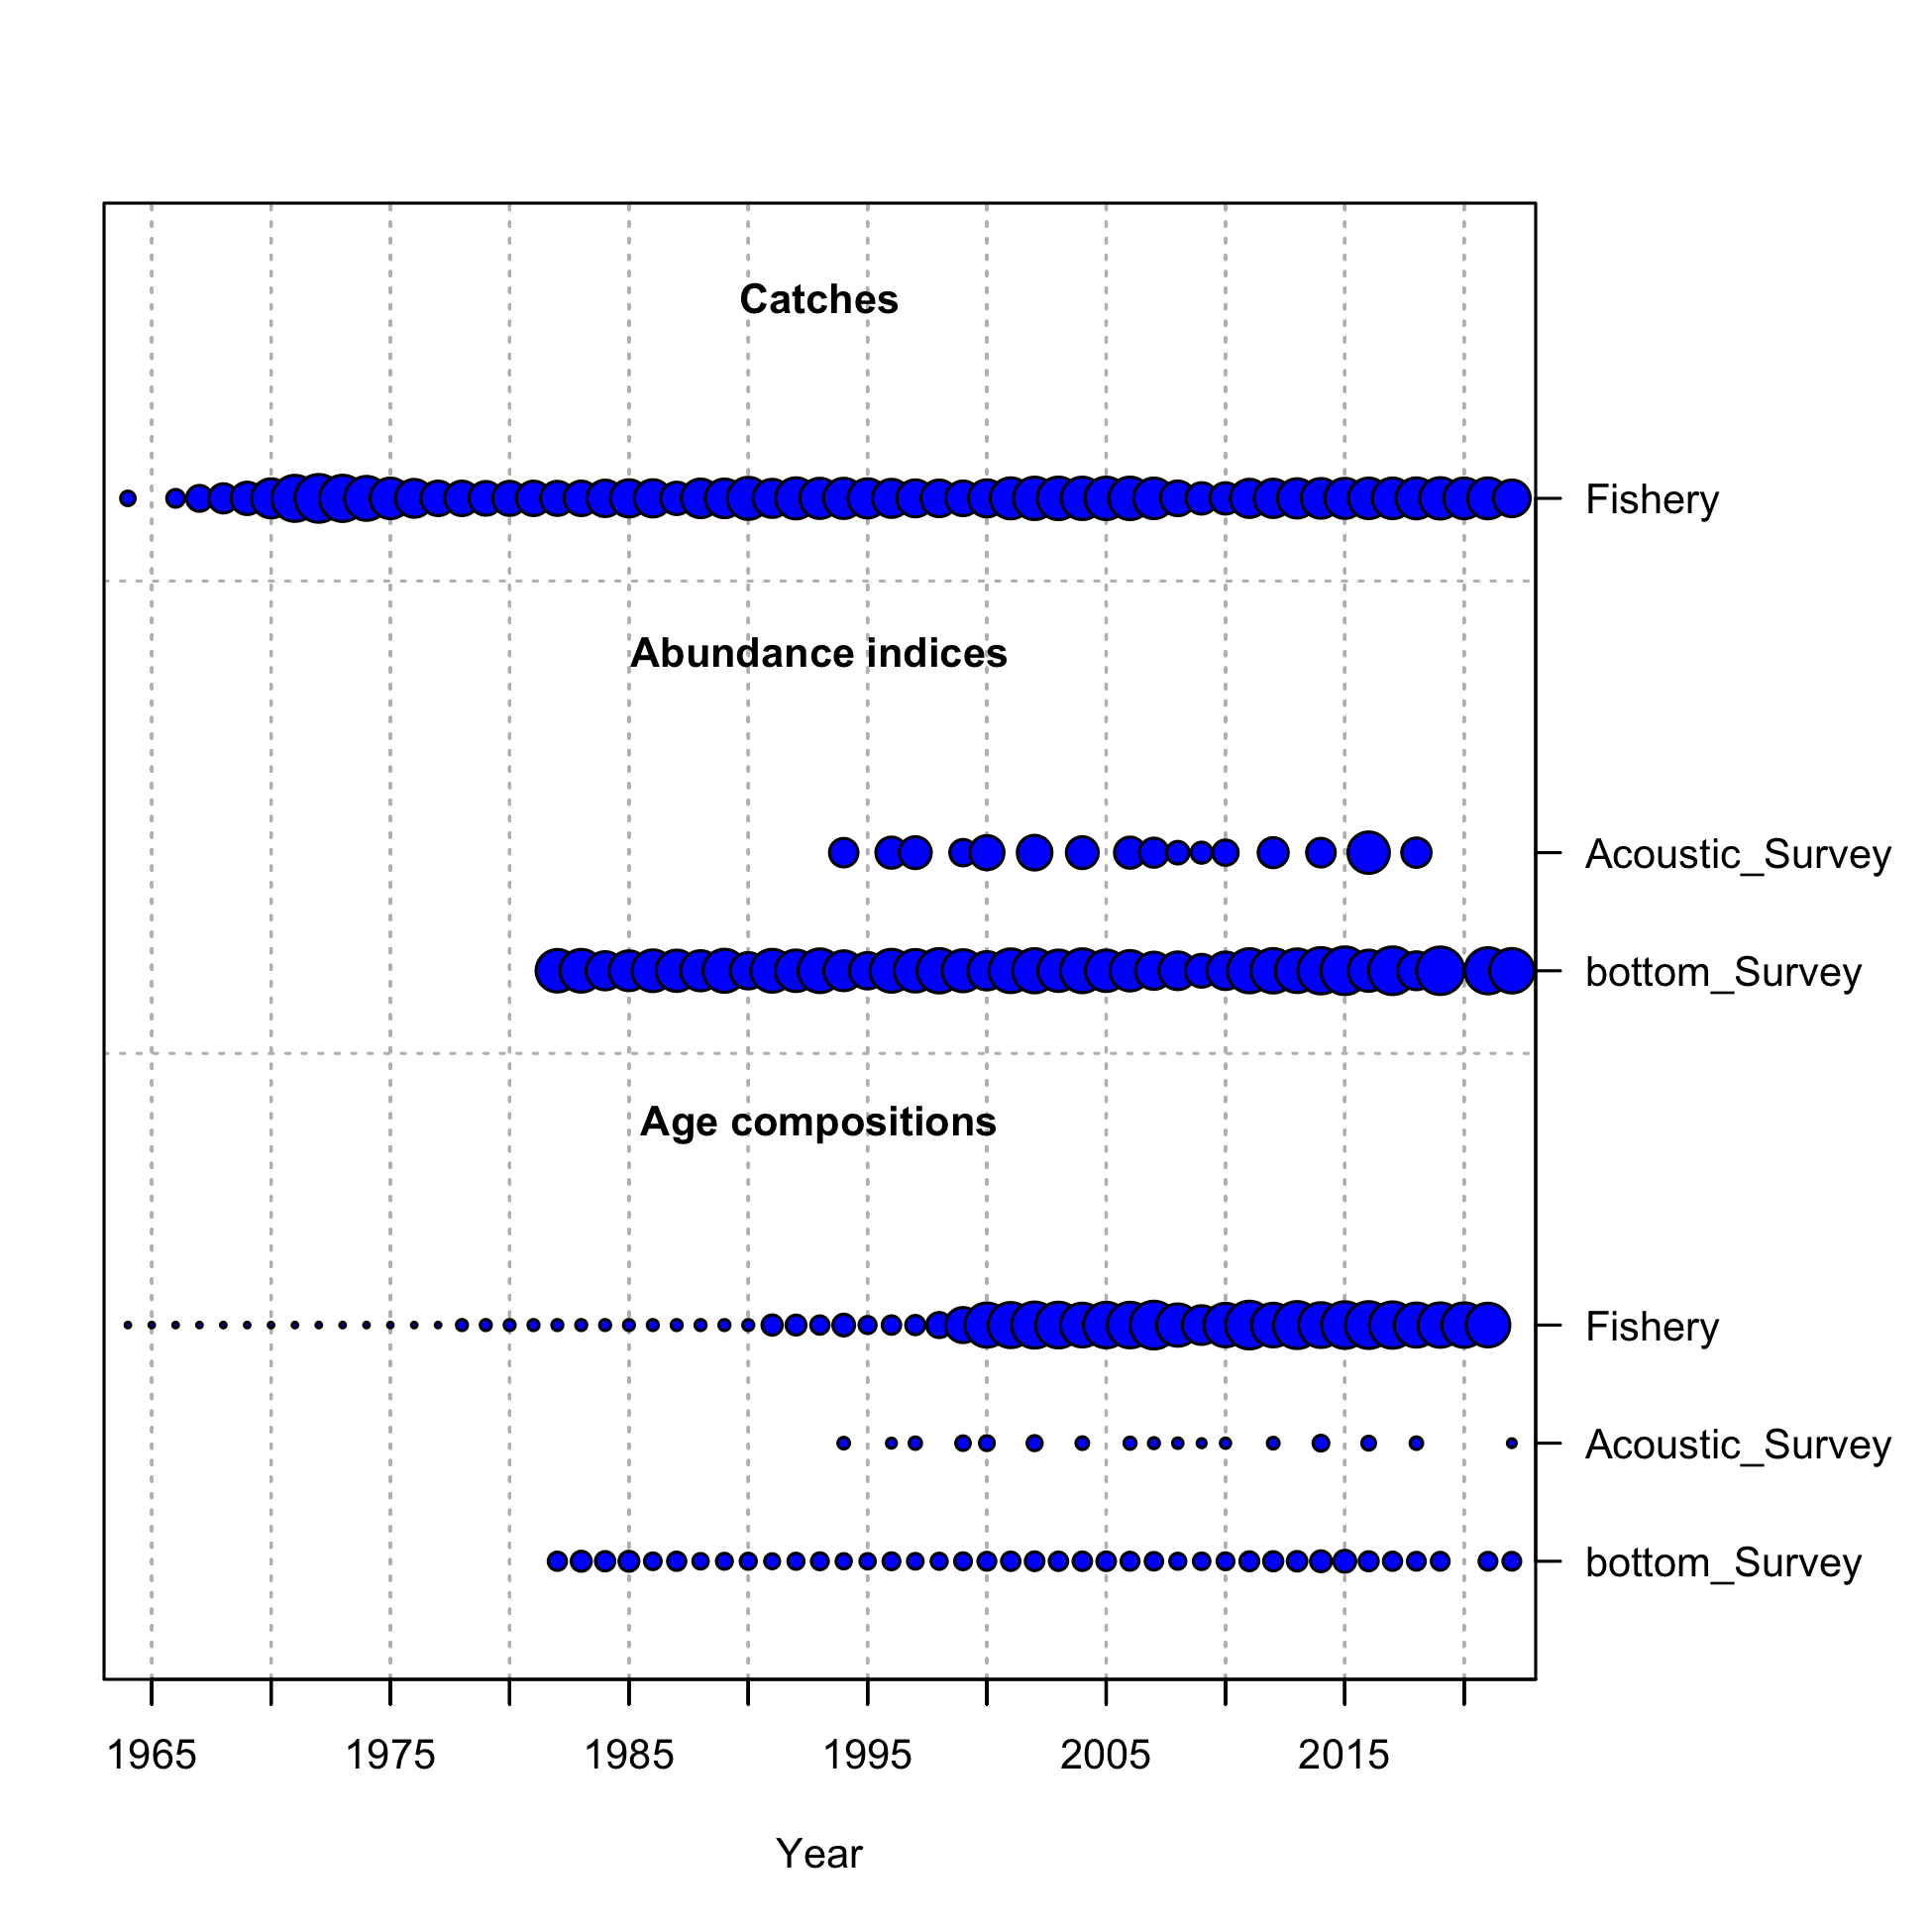 Catches
Fishery
Abundance indices
Acoustic_Survey
bottom_Survey
Age compositions
Fishery
Acoustic_Survey
bottom_Survey
1965 1975 1985 1995 2005 2015
Year